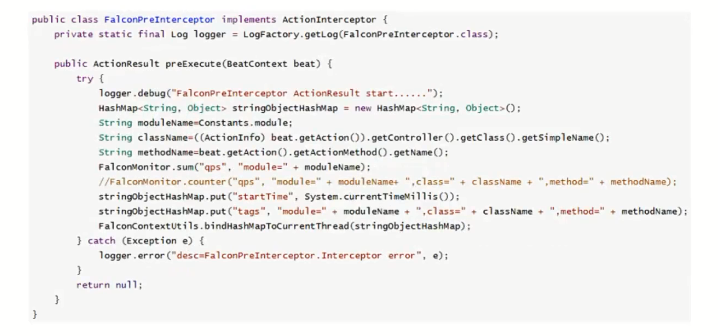 public class FalconPreInterceptor implements ActionInterceptor {
    private static final Log logger = LogFactory.getLog(FalconPreInterceptor.class);

    public ActionResult preExecute(BeatContext beat) {
        try {
            logger.debug("FalconPreInterceptor ActionResult start......");
            HashMap<String, Object> stringObjectHashMap = new HashMap<String, Object>();
            String moduleName=Constants.module;
            String className=((ActionInfo) beat.getAction()).getController().getClass().getSimpleName();
            String methodName=beat.getAction().getActionMethod().getName();
            FalconMonitor.sum("qps", "module=" + moduleName);
            //FalconMonitor.counter("qps", "module=" + moduleName+ ",class=" + className + ",method=" + methodName);
            stringObjectHashMap.put("startTime", System.currentTimeMillis());
            stringObjectHashMap.put("tags", "module=" + moduleName + ",class=" + className + ",method=" + methodName);
            FalconContextUtils.bindHashMapToCurrentThread(stringObjectHashMap);
        } catch (Exception e) {
            logger.error("desc=FalconPreInterceptor.Interceptor error", e);
        }
        return null;
    }
}